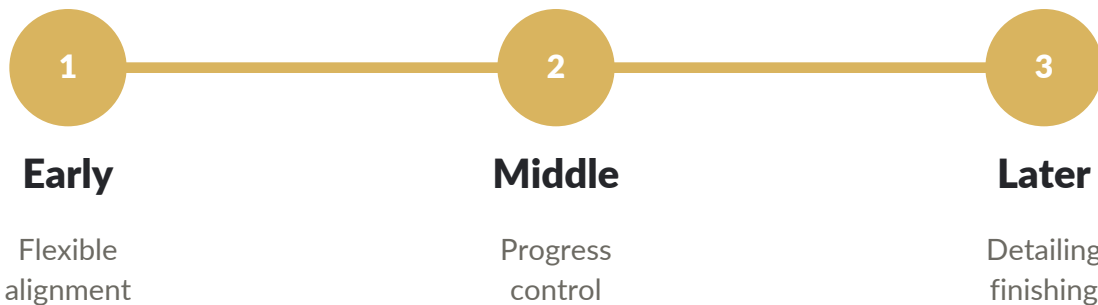 1
2
3
Early
Middle
Later
Flexible
alignment
Progress
control
Detailing
finishing